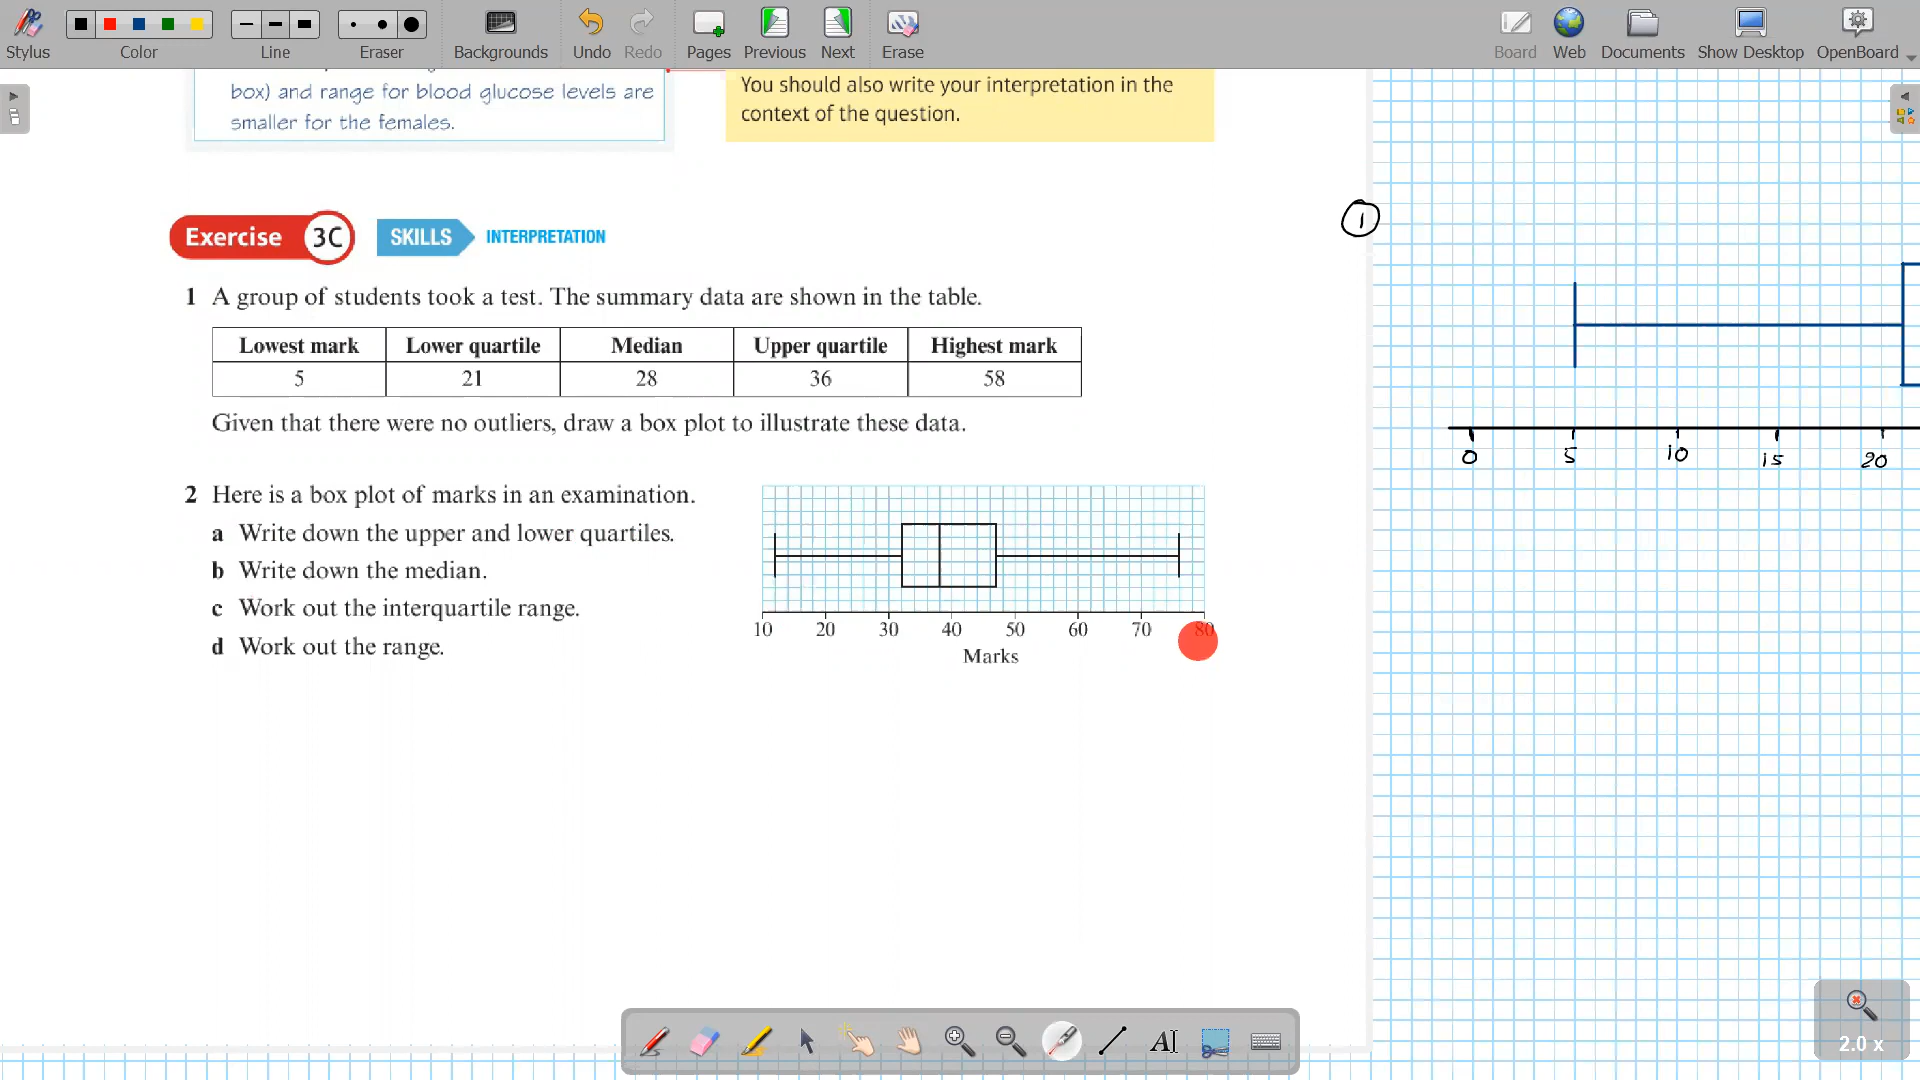 Stylus
Color
Line
Eraser
Backgrounds
Undo
Redo
Pages
Previous
Next
Erase
Board
Web
Documents
Show Desktop
OpenBoard
box) and range for blood glucose levels are
smaller for the females.
You should also write your interpretation in the
context of the question.
Exercise 3C SKILLS INTERPRETATION
1 A group of students took a test. The summary data are shown in the table.
Lowest mark Lower quartile Median Upper quartile Highest mark
5 21 28 36 58
Given that there were no outliers, draw a box plot to illustrate these data.
2 Here is a box plot of marks in an examination.
a Write down the upper and lower quartiles.
b Write down the median.
c Work out the interquartile range.
d Work out the range.
10 20 30 40 50 60 70 80
Marks
1
0 5 10 15 20
AI
2.0 x